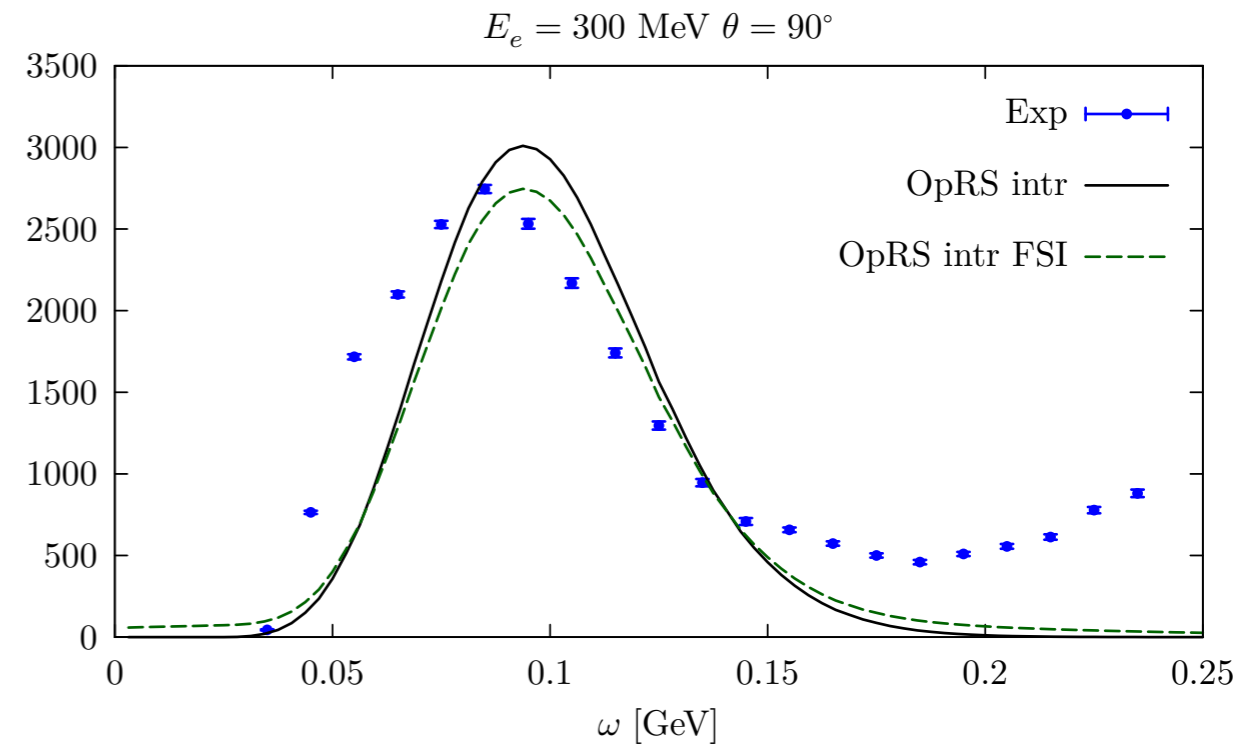 E_e = 300 MeV θ = 90°
3500
3000
2500
2000
1500
1000
500
0
Exp
OpRS intr
OpRS intr FSI
0 0.05 0.1 0.15 0.2 0.25
ω [GeV]